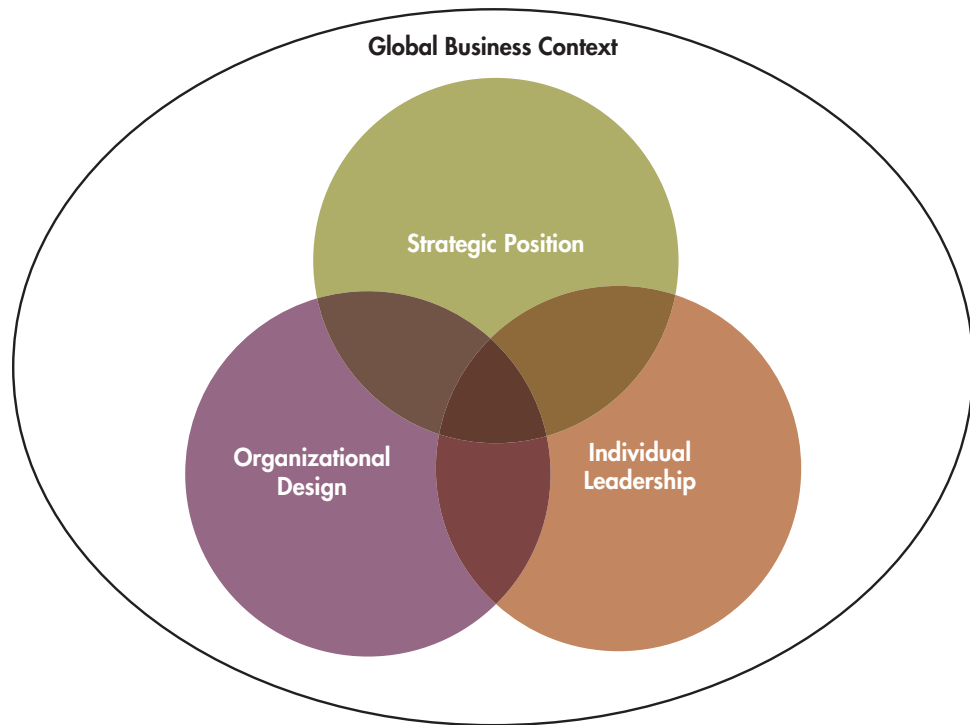 Global Business Context
Strategic Position
Organizational
Design
Individual
Leadership